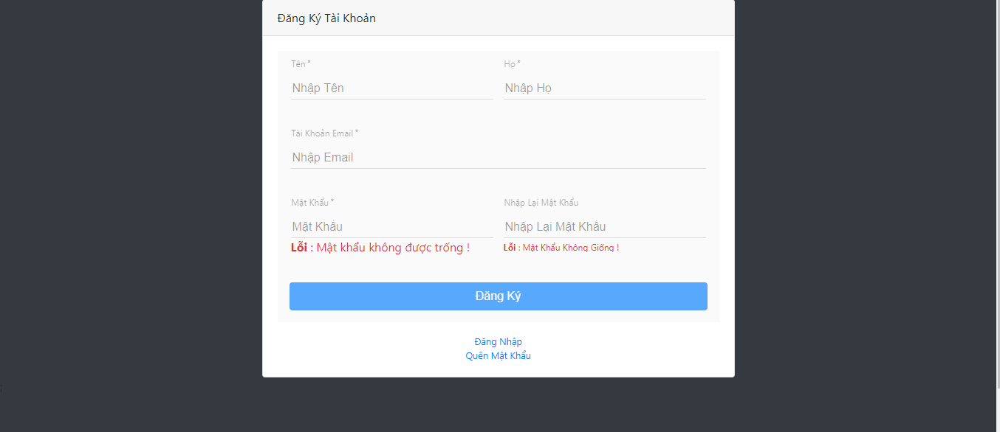 Đăng Ký Tài Khoản
Tên *
Họ *
Nhập Tên
Nhập Họ
Tài Khoản Email *
Nhập Email
Mật Khẩu *
Nhập Lại Mật Khẩu
Mật Khâu
Nhập Lại Mật Khâu
Lỗi : Mật khẩu không được trống !
Lỗi : Mật Khẩu Không Giống !
Đăng Ký
Đăng Nhập
Quên Mật Khẩu
;